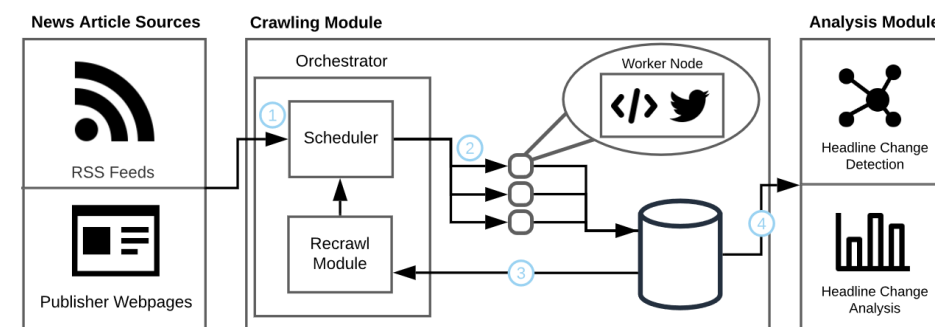 News Article Sources
Crawling Module
Analysis Module
Orchestrator
Worker Node
</>
1
Scheduler
2
RSS Feeds
Headline Change
Detection
Recrawl
Module
3
4
Publisher Webpages
Headline Change
Analysis